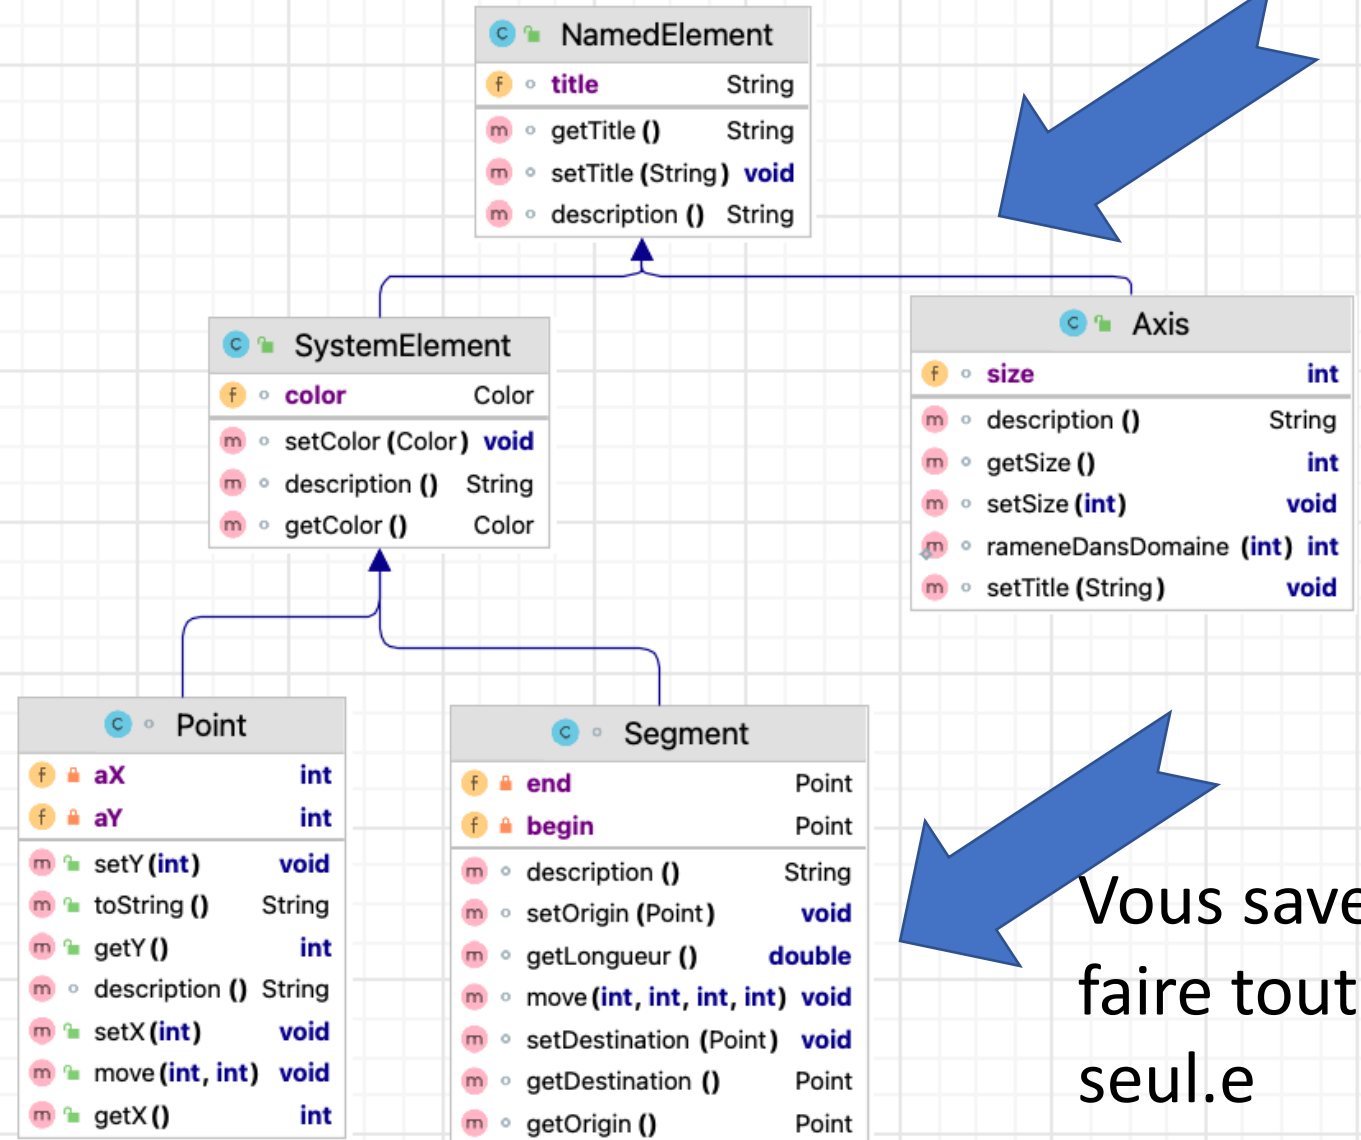 NamedElement
title String
getTitle () String
setTitle (String) void
description () String
SystemElement
color Color
setColor (Color) void
description () String
getColor () Color
Axis
size int
description () String
getSize () int
setSize (int) void
rameneDansDomaine (int) int
setTitle (String) void
Point
aX int
aY int
setY (int) void
toString () String
getY () int
description () String
setX (int) void
move (int, int) void
getX () int
Segment
end Point
begin Point
description () String
setOrigin (Point) void
getLongueur () double
move (int, int, int, int) void
setDestination (Point) void
getDestination () Point
getOrigin () Point
Vous save
faire tout
seul.e